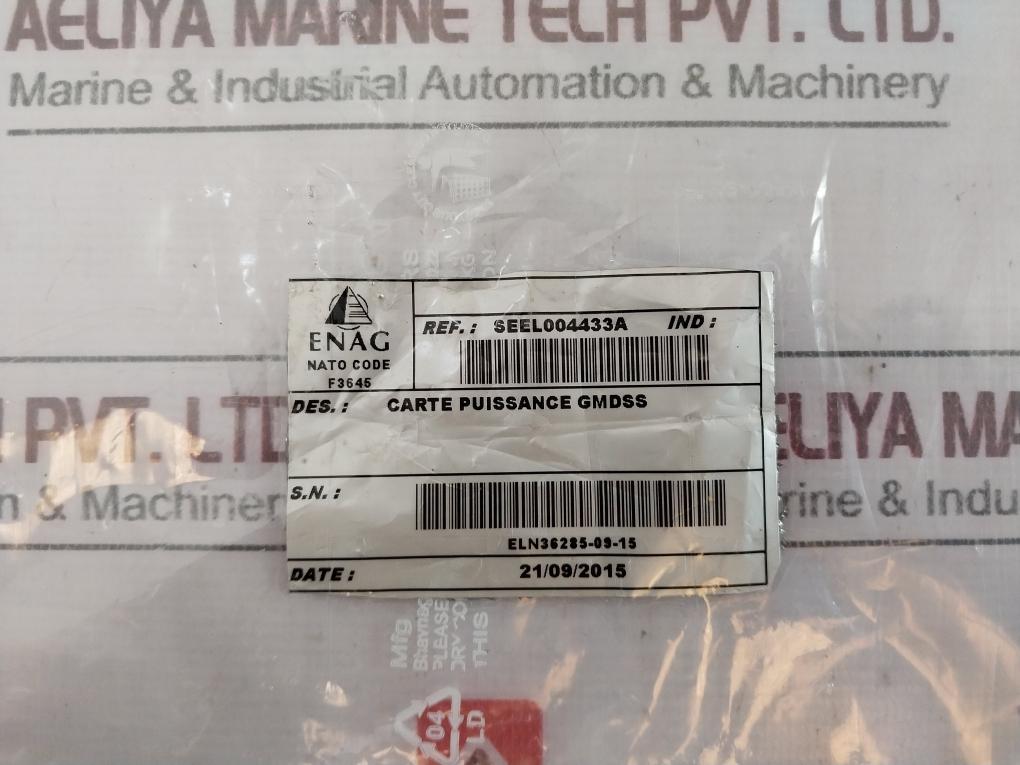 AELIYA MARINE TECH PVT. LTD.
Marine & Industrial Automation & Machinery
ENAG
NATO CODE
F3645
REF. : SEEL004433A IND :
DES. : CARTE PUISSANCE GMDSS
S.N. :
ELN36285-09-15
DATE : 21/09/2015
PVT. LTD
ELIYA MA
n & Machiner
rine & Indu
Mfg
PLEASE
THIS
04
LD